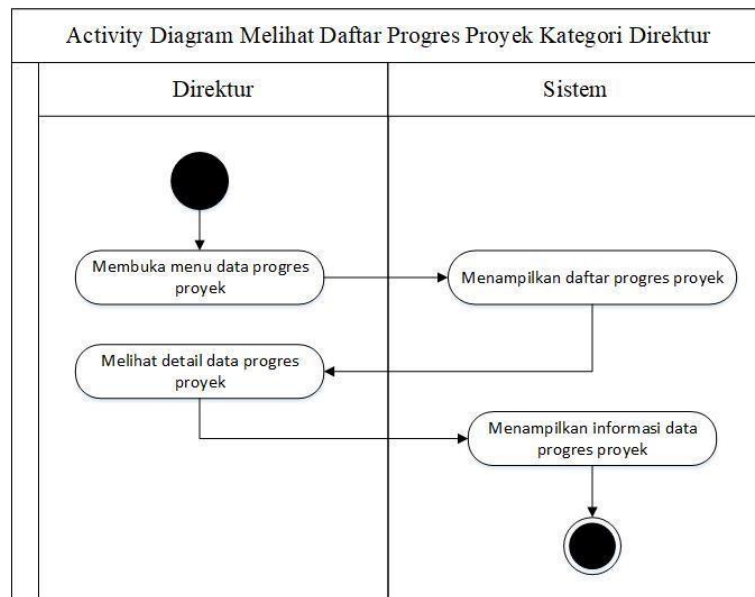 Activity Diagram Melihat Daftar Progres Proyek Kategori Direktur
Direktur
Sistem
Membuka menu data progres
proyek
Menampilkan daftar progres proyek
Melihat detail data progres
proyek
Menampilkan informasi data
progres proyek